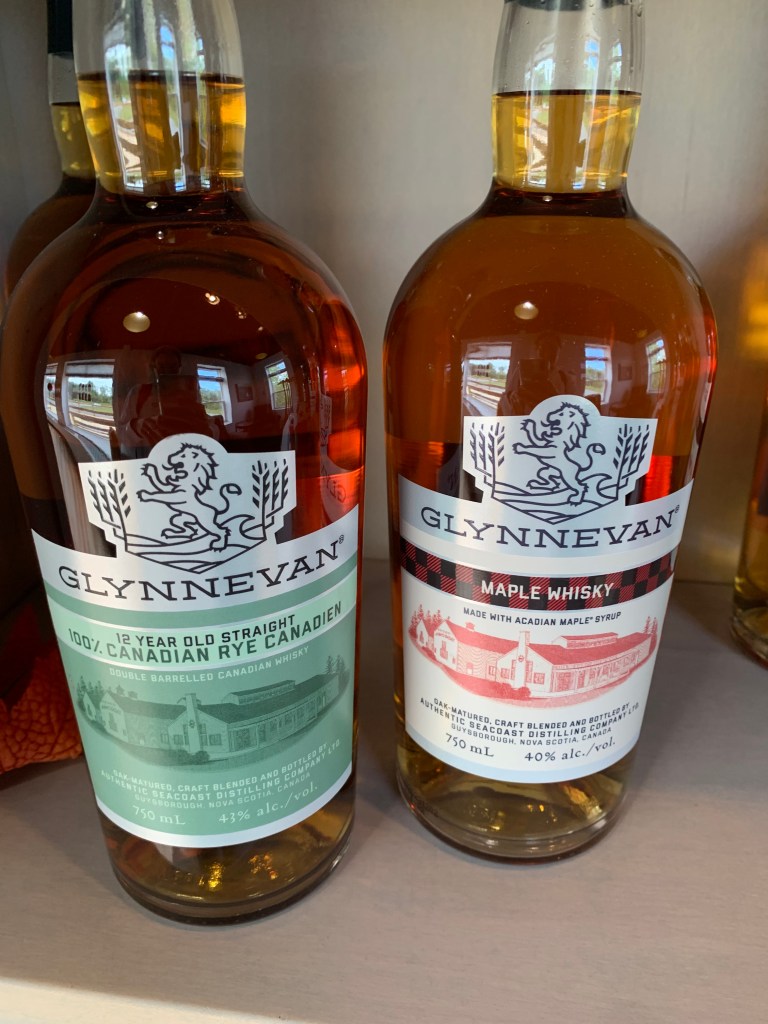 GLYNNEVAN®
12 YEAR OLD STRAIGHT
100% CANADIAN RYE CANADIEN
DOUBLE BARRELLED CANADIAN WHISKY
OAK-MATURED, CRAFT BLENDED AND BOTTLED BY
AUTHENTIC SEACOAST DISTILLING COMPANY LTD.
GUYSBOROUGH, NOVA SCOTIA, CANADA
750 mL 43% alc./vol.
GLYNNEVAN®
MAPLE WHISKY
MADE WITH ACADIAN MAPLE® SYRUP
OAK-MATURED, CRAFT BLENDED AND BOTTLED BY
AUTHENTIC SEACOAST DISTILLING COMPANY LTD.
GUYSBOROUGH, NOVA SCOTIA, CANADA
750 mL 40% alc./vol.